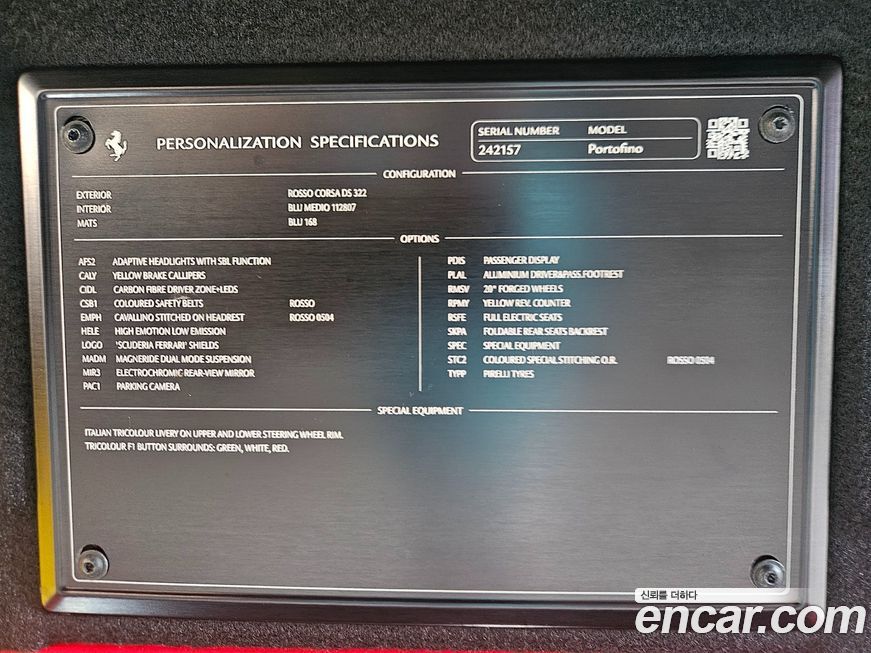 PERSONALIZATION SPECIFICATIONS
SERIAL NUMBER MODEL
242157 Portofino
CONFIGURATION
EXTERIOR ROSSO CORSA DS 322
INTERIOR BLU MEDIO 112807
MATS BLU 168
OPTIONS
AFS2 ADAPTIVE HEADLIGHTS WITH SBL FUNCTION
CALY YELLOW BRAKE CALLIPERS
CIDL CARBON FIBRE DRIVER ZONE+LEDS
CSB1 COLOURED SAFETY BELTS ROSSO
EMPH CAVALLINO STITCHED ON HEADREST ROSSO 0504
HELE HIGH EMOTION LOW EMISSION
LOGO 'SCUDERIA FERRARI' SHIELDS
MADM MAGNERIDE DUAL MODE SUSPENSION
MIR3 ELECTROCHROMIC REAR-VIEW MIRROR
PAC1 PARKING CAMERA
PDIS PASSENGER DISPLAY
PLAL ALUMINIUM DRIVER&PASS.FOOTREST
RMSV 20" FORGED WHEELS
RPMY YELLOW REV. COUNTER
RSFE FULL ELECTRIC SEATS
SKPA FOLDABLE REAR SEATS BACKREST
SPEC SPECIAL EQUIPMENT
STC2 COLOURED SPECIAL STITCHING O.R. ROSSO 0504
TYPP PIRELLI TYRES
SPECIAL EQUIPMENT
ITALIAN TRICOLOUR LIVERY ON UPPER AND LOWER STEERING WHEEL RIM.
TRICOLOUR F1 BUTTON SURROUNDS: GREEN, WHITE, RED.
신뢰를 더하다
encar.com